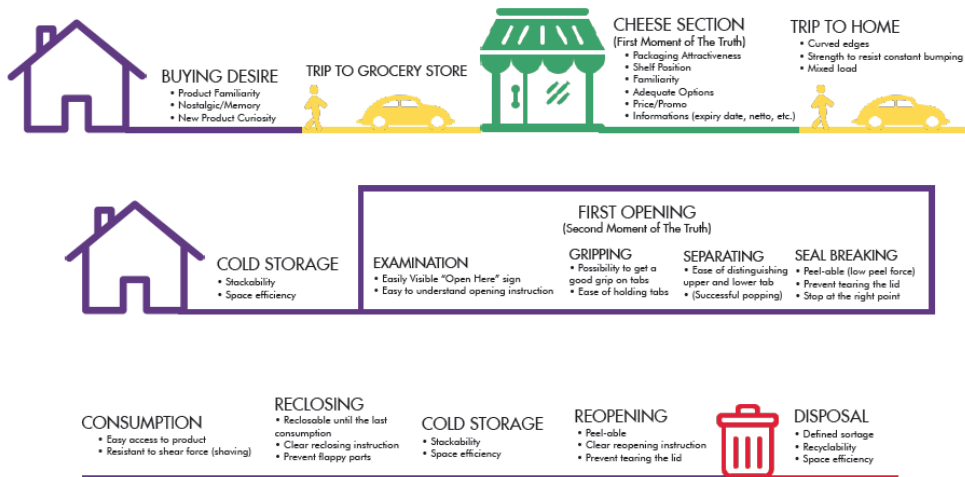 BUYING DESIRE
• Product Familiarity
• Nostalgic/Memory
• New Product Curiosity
TRIP TO GROCERY STORE
CHEESE SECTION
(First Moment of The Truth)
• Packaging Attractiveness
• Shelf Position
• Familiarity
• Adequate Options
• Price/Promo
• Informations (expiry date, netto, etc.)
TRIP TO HOME
• Curved edges
• Strength to resist constant bumping
• Mixed load
COLD STORAGE
• Stackability
• Space efficiency
FIRST OPENING
(Second Moment of The Truth)
EXAMINATION
• Easily Visible “Open Here” sign
• Easy to understand opening instruction
GRIPPING
• Possibility to get a
good grip on tabs
• Ease of holding tabs
SEPARATING
• Ease of distinguishing
upper and lower tab
• (Successful popping)
SEAL BREAKING
• Peel-able (low peel force)
• Prevent tearing the lid
• Stop at the right point
CONSUMPTION
• Easy access to product
• Resistant to shear force (shaving)
RECLOSING
• Reclosable until the last
consumption
• Clear reclosing instruction
• Prevent floppy parts
COLD STORAGE
• Stackability
• Space efficiency
REOPENING
• Peel-able
• Clear reopening instruction
• Prevent tearing the lid
DISPOSAL
• Defined sortage
• Recyclability
• Space efficiency